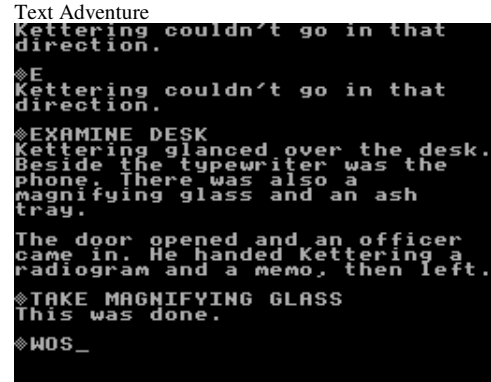 Text Adventure
Kettering couldn't go in that
direction.
E
Kettering couldn't go in that
direction.
EXAMINE DESK
Kettering glanced over the desk.
Beside the typewriter was the
phone. There was also a
magnifying glass and an ash
tray.
The door opened and an officer
came in. He handed Kettering a
radiogram and a memo, then left.
TAKE MAGNIFYING GLASS
This was done.
WOS_